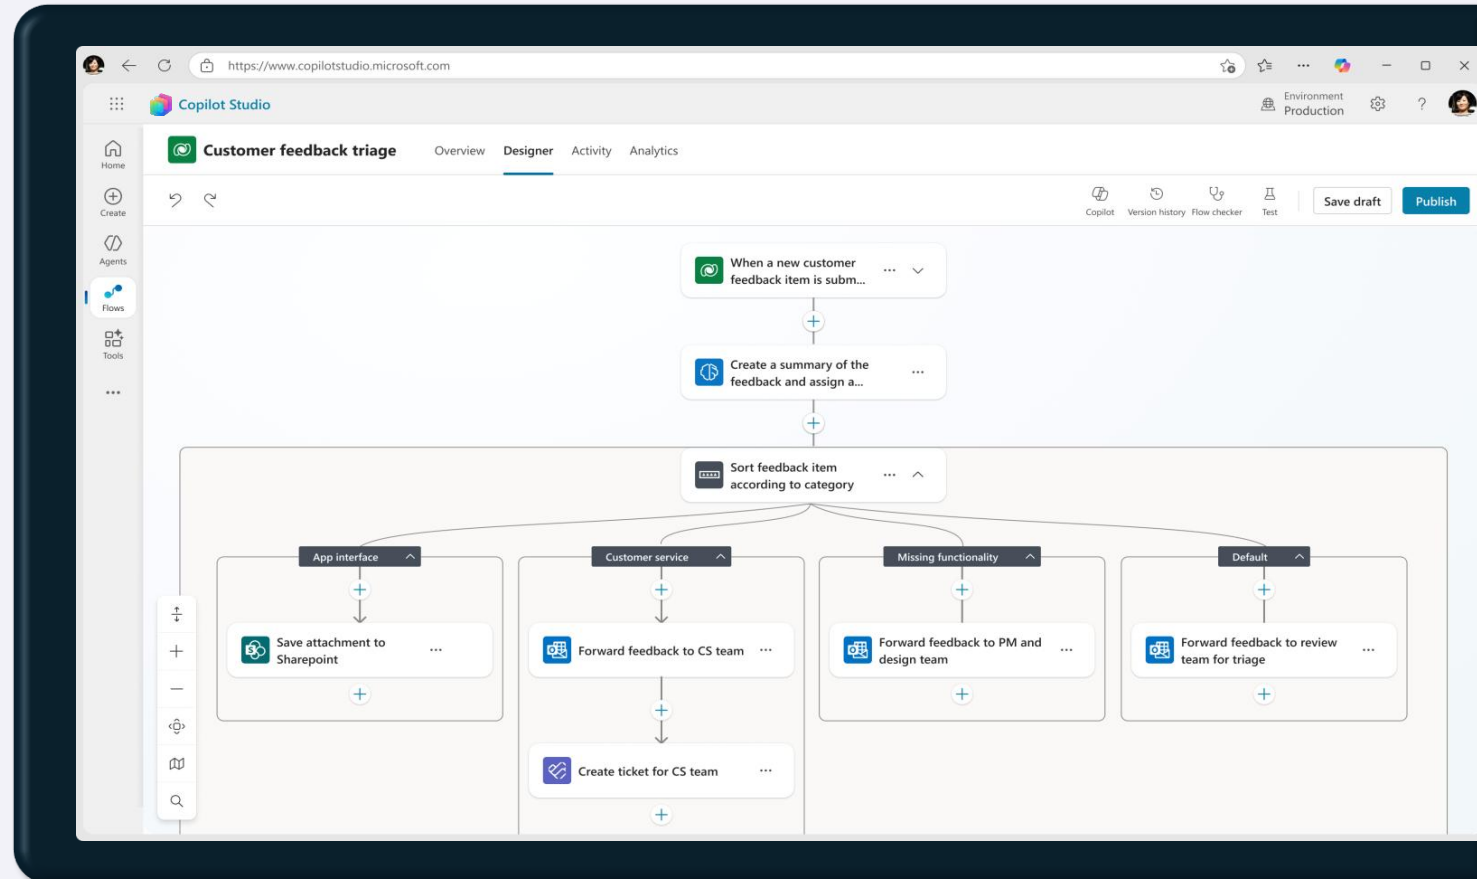 https://www.copilotstudio.microsoft.com
Copilot Studio
Environment
Production
?
Home
Create
Agents
Flows
Tools
Customer feedback triage
Overview
Designer
Activity
Analytics
Copilot
Version history
Flow checker
Test
Save draft
Publish
When a new customer
feedback item is subm...
Create a summary of the
feedback and assign a...
Sort feedback item
according to category
App interface
Customer service
Missing functionality
Default
Save attachment to
Sharepoint
Forward feedback to CS team
Forward feedback to PM and
design team
Forward feedback to review
team for triage
Create ticket for CS team